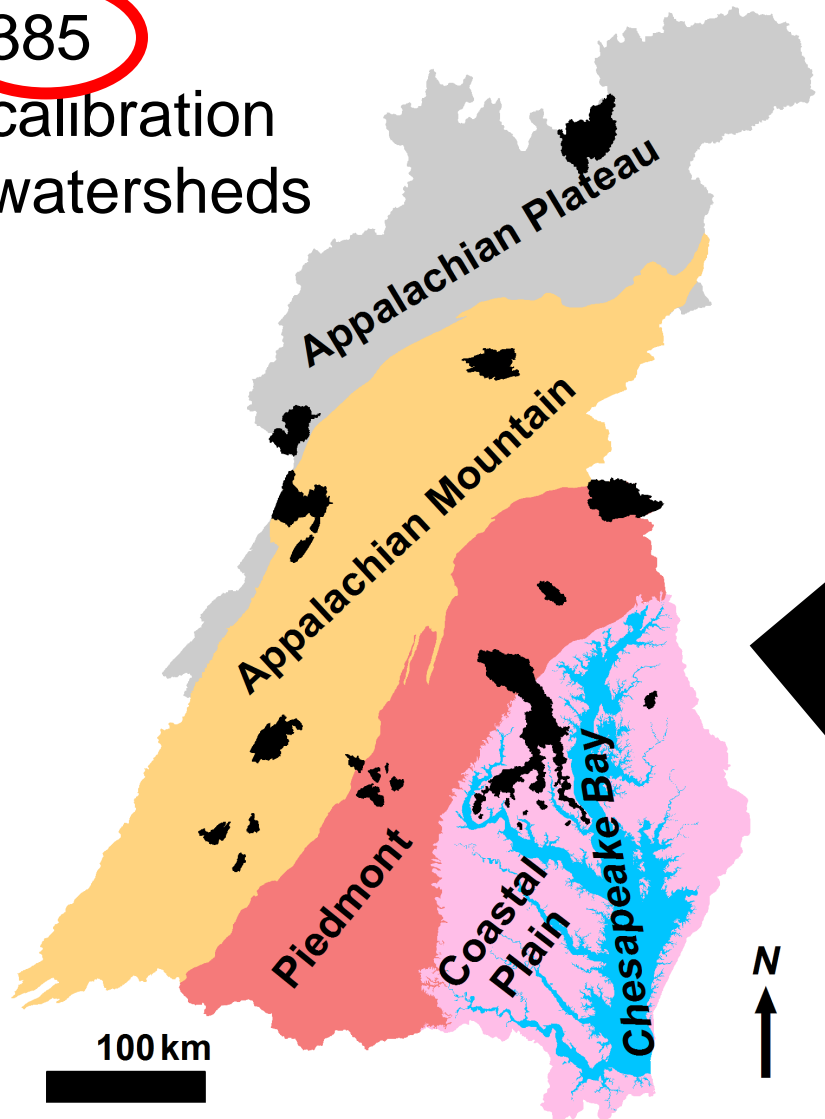 385
calibration
watersheds
Appalachian Plateau
Appalachian Mountain
Piedmont
Coastal
Plain
Chesapeake Bay
N
100 km